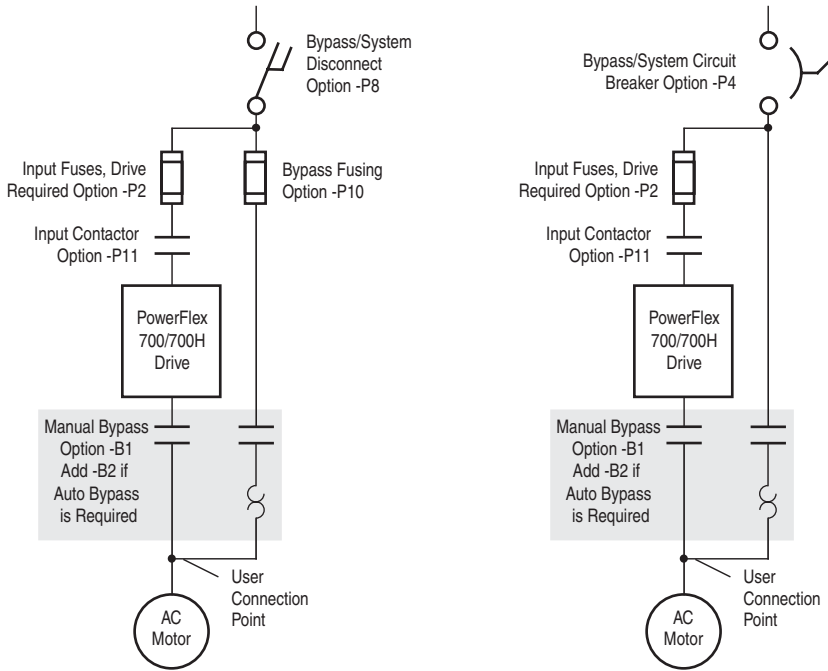 Bypass/System
Disconnect
Option -P8
Input Fuses, Drive
Required Option -P2
Bypass Fusing
Option -P10
Input Contactor
Option -P11
PowerFlex
700/700H
Drive
Manual Bypass
Option -B1
Add -B2 if
Auto Bypass
is Required
User
Connection
Point
AC
Motor
Bypass/System Circuit
Breaker Option -P4
Input Fuses, Drive
Required Option -P2
Input Contactor
Option -P11
PowerFlex
700/700H
Drive
Manual Bypass
Option -B1
Add -B2 if
Auto Bypass
is Required
User
Connection
Point
AC
Motor